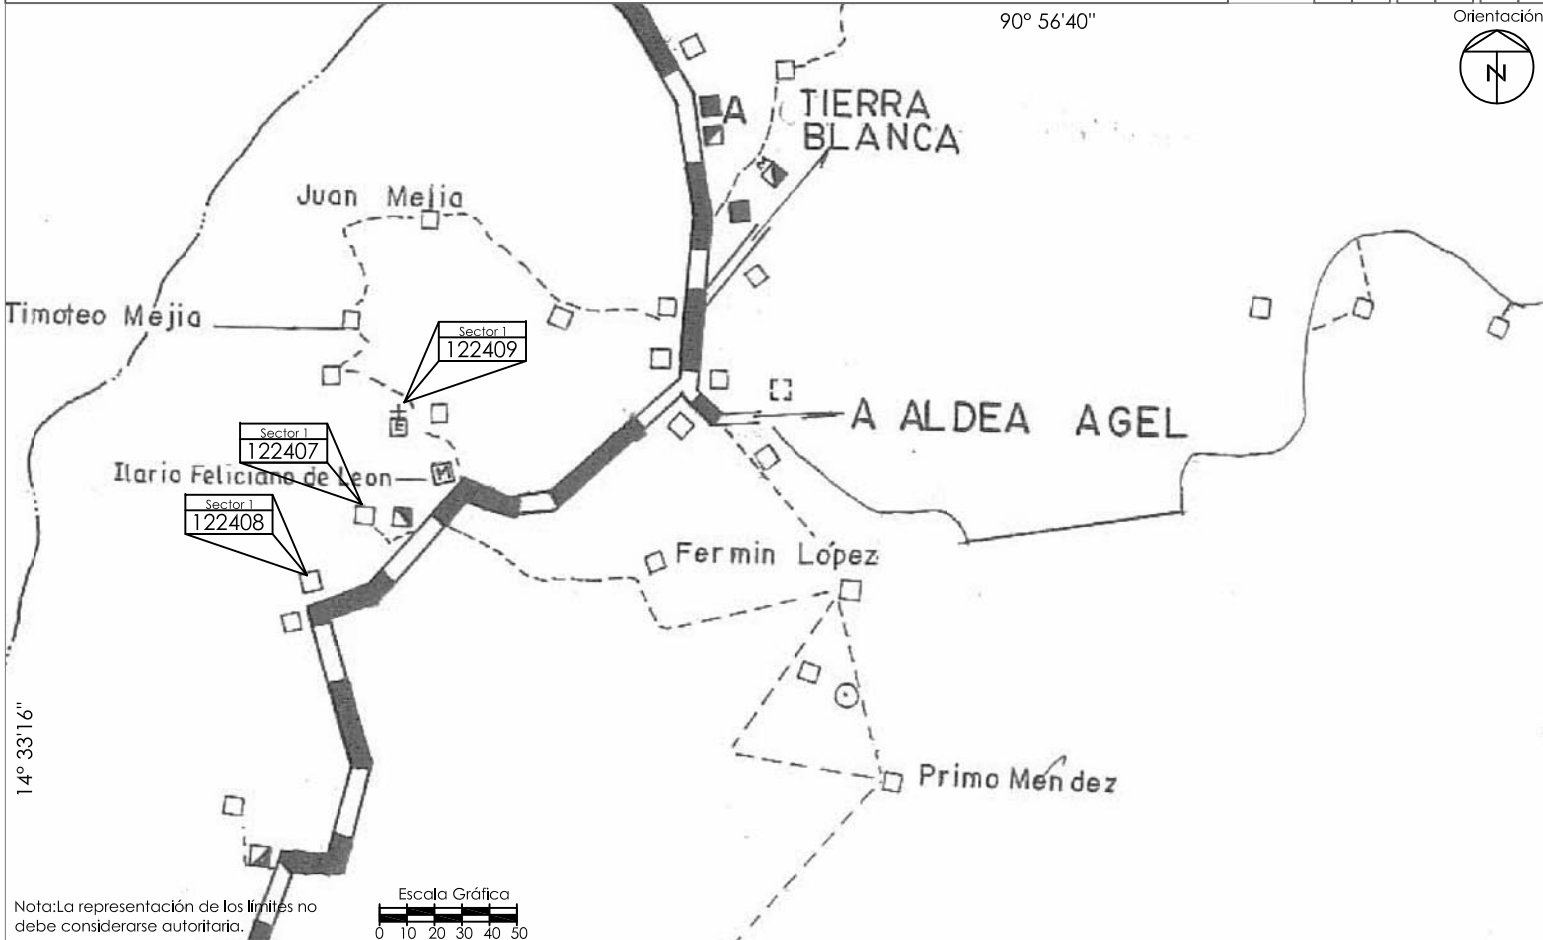 90° 56'40"
Orientación
N
A
TIERRA
BLANCA
M
Juan Mejia
Timoteo Mejia
Sector 1
122409
E
A ALDEA AGEL
Sector 1
122407
Ilario Feliciano de Leon
M
Sector 1
122408
Fermin López
14° 33'16"
Primo Méndez
Escala Gráfica
0 10 20 30 40 50
Nota:La representación de los límites no
debe considerarse autoritaria.